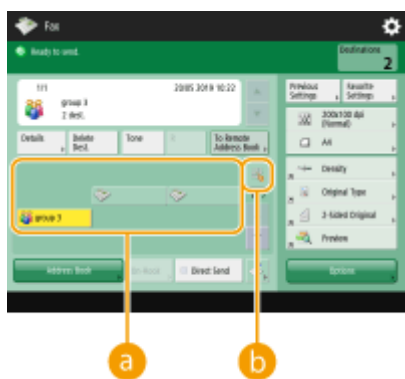 Fax
Ready to send.
Destinations
2
1/1
20/05 2019 10:22
group 3
2 dest.
Previous Settings
Favorite Settings
200x100 dpi (Normal)
A4
Details
Delete Dest.
Tone
To Remote Address Book
Density
Original Type
2-Sided Original
Preview
group 3
Address Book
On-Hook
Direct Send
Options
a
b